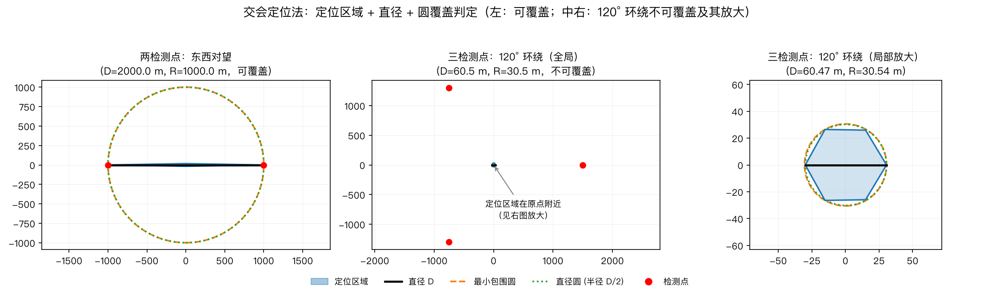 交会定位法：定位区域 + 直径 + 圆覆盖判定（左：可覆盖；中右：120° 环绕不可覆盖及其放大）
两检测点：东西对望
(D=2000.0 m, R=1000.0 m，可覆盖)
1000
750
500
250
0
−250
−500
−750
−1000
−1500
−1000
−500
0
500
1000
1500
三检测点：120° 环绕（全局）
(D=60.5 m, R=30.5 m，不可覆盖)
1000
500
0
−500
−1000
定位区域在原点附近
（见右图放大）
−2000
−1000
0
1000
2000
三检测点：120° 环绕（局部放大）
(D=60.47 m, R=30.54 m)
60
40
20
0
−20
−40
−60
−50
−25
0
25
50
定位区域
直径 D
最小包围圆
直径圆 (半径 D/2)
检测点